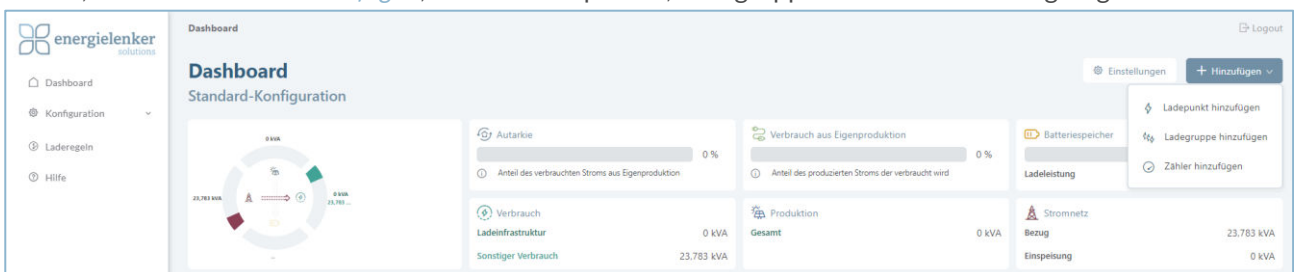 energielenker
solutions
Dashboard
Konfiguration
Laderegeln
Hilfe
Dashboard
Logout
Dashboard
Standard-Konfiguration
Einstellungen
+ Hinzufügen
Ladepunkt hinzufügen
Ladegruppe hinzufügen
Zähler hinzufügen
0 kVA
23,783 kVA
0 kVA
23,783 ...
Autarkie
0 %
Anteil des verbrauchten Stroms aus Eigenproduktion
Verbrauch aus Eigenproduktion
0 %
Anteil des produzierten Stroms der verbraucht wird
Batteriespeicher
Ladeleistung
Verbrauch
Ladeinfrastruktur 0 kVA
Sonstiger Verbrauch 23.783 kVA
Produktion
Gesamt 0 kVA
Stromnetz
Bezug 23.783 kVA
Einspeisung 0 kVA